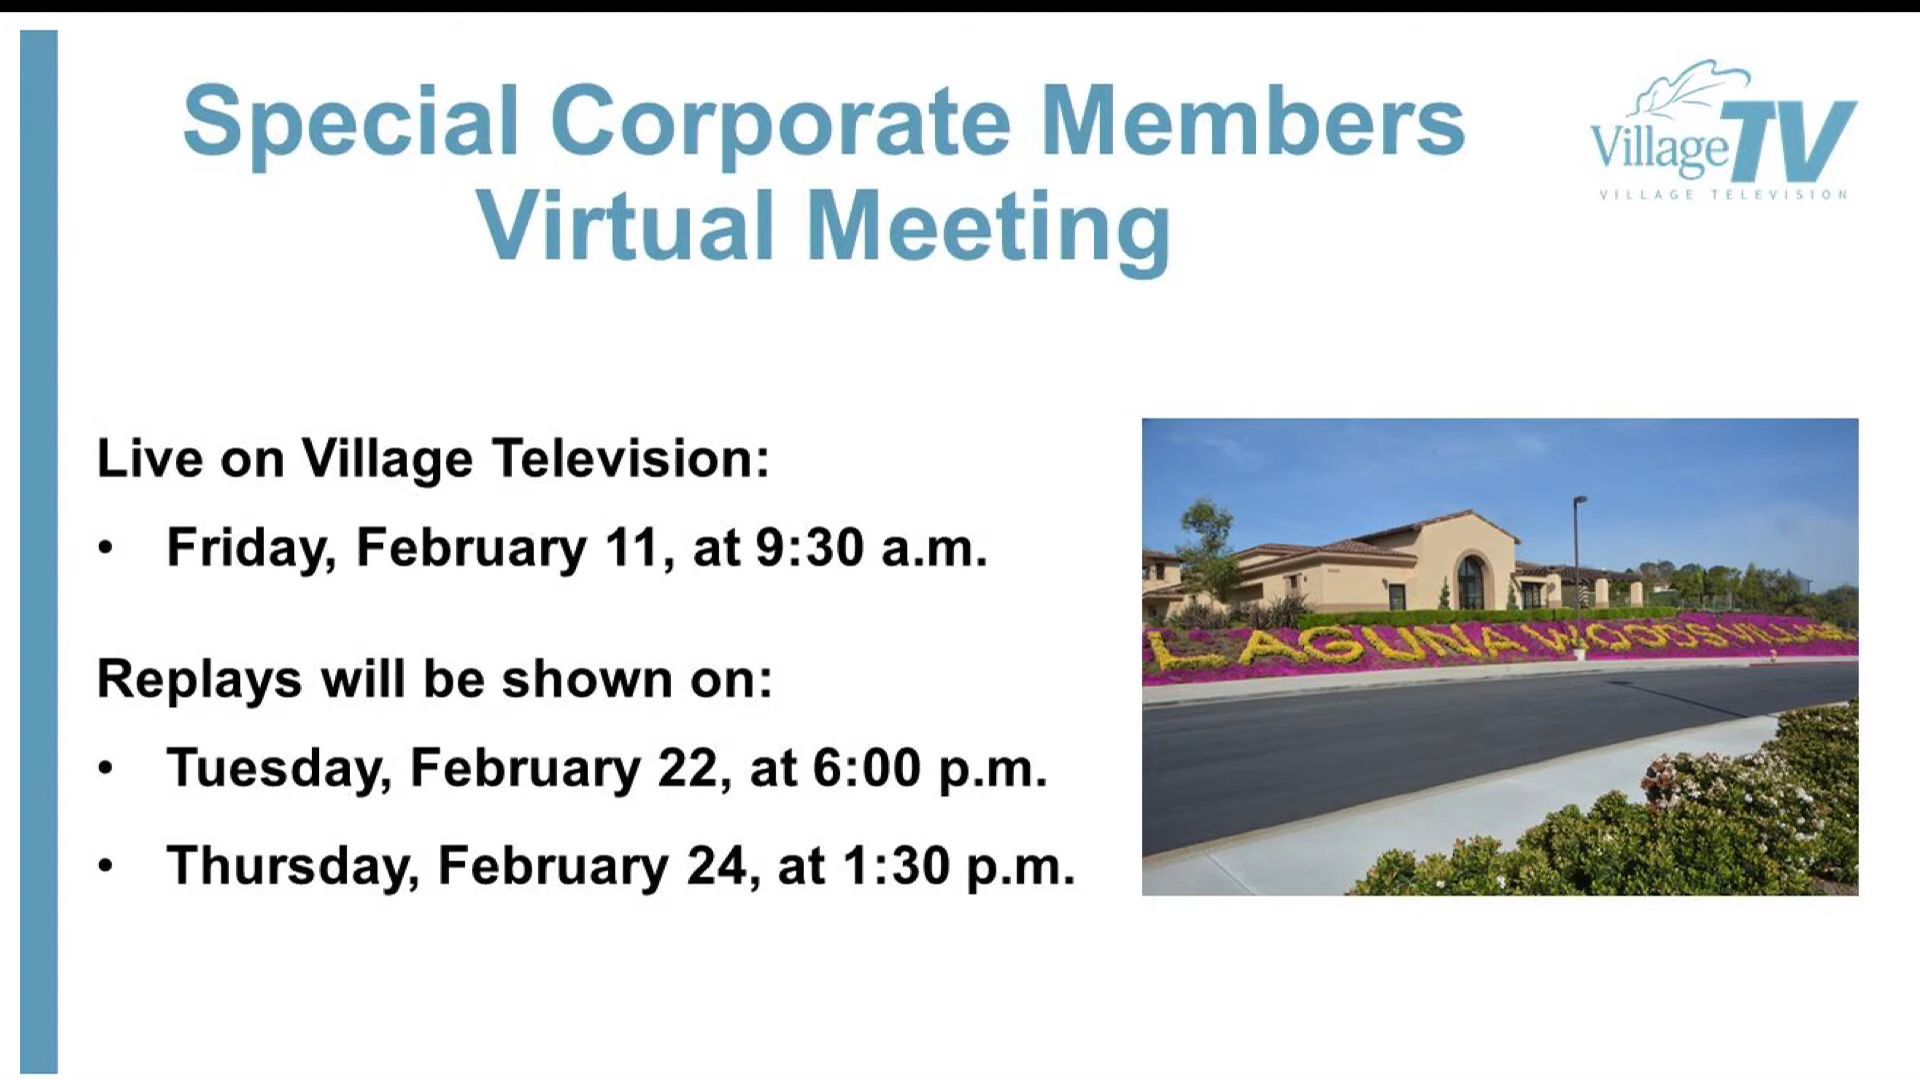 Special Corporate Members
Virtual Meeting
Village TV
VILLAGE TELEVISION
Live on Village Television:
• Friday, February 11, at 9:30 a.m.
Replays will be shown on:
• Tuesday, February 22, at 6:00 p.m.
• Thursday, February 24, at 1:30 p.m.
LAGUNA WOODS VILLAGE